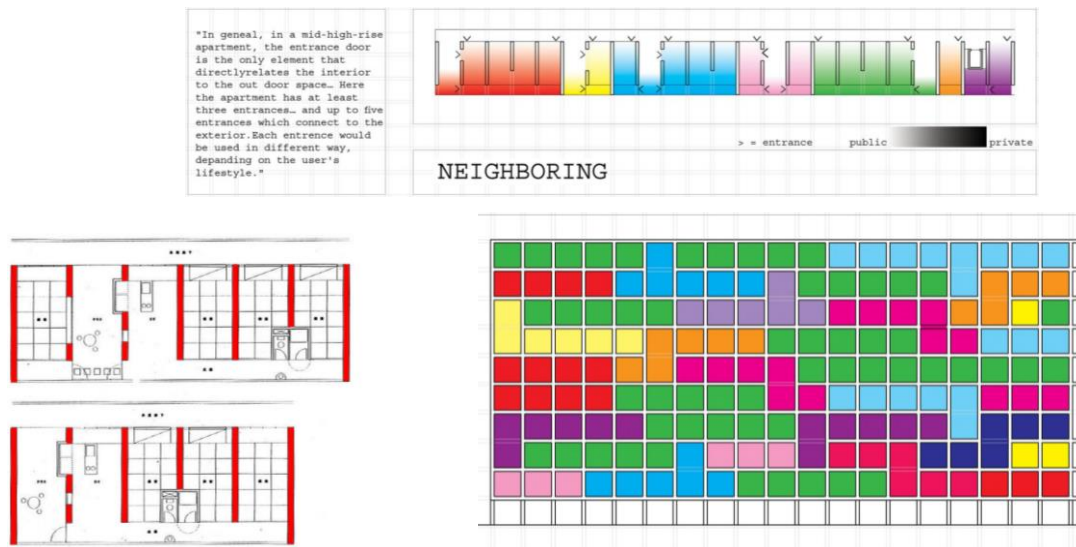 "In geneal, in a mid-high-rise
apartment, the entrance door
is the only element that
directlyrelates the interior
to the out door space… Here
the apartment has at least
three entrances… and up to five
entrances which connect to the
exterior.Each entrence would
be used in different way,
depanding on the user's
lifestyle."
> = entrance public private
NEIGHBORING